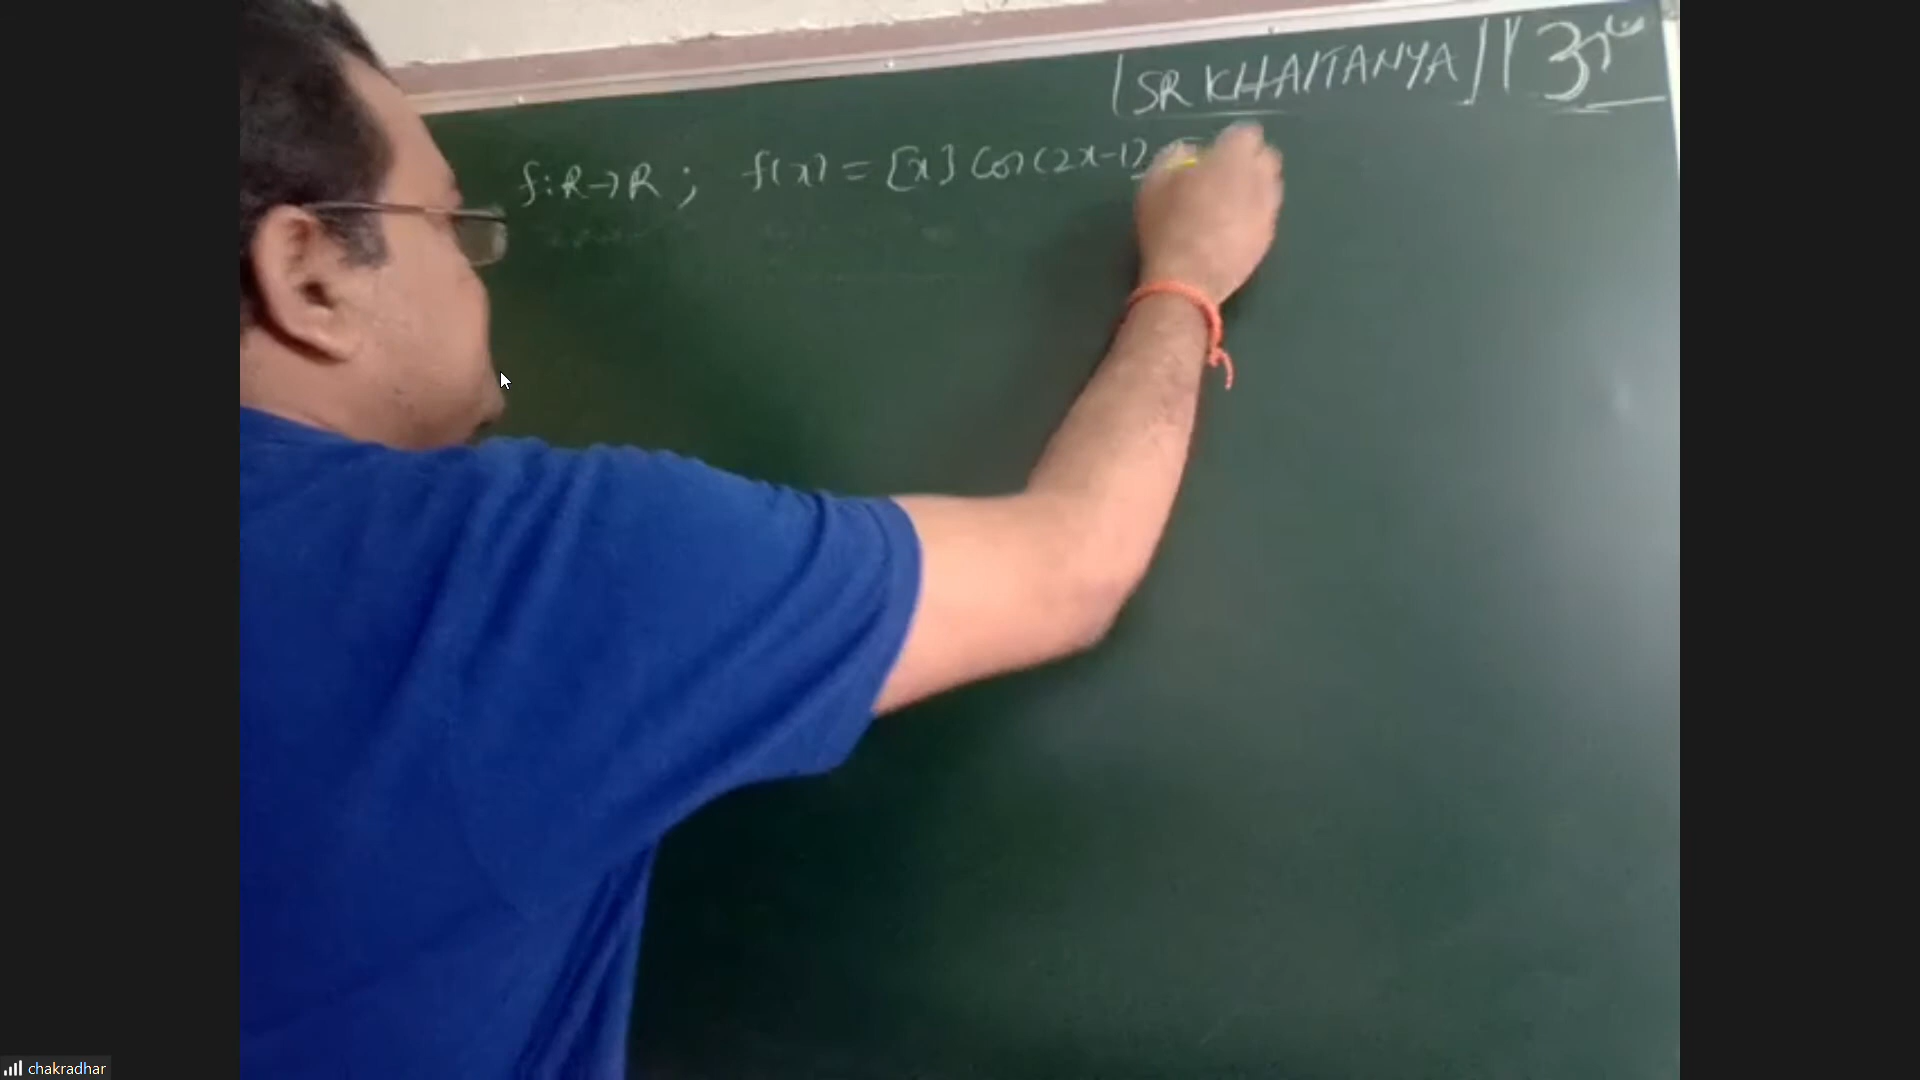 SR KHAITANYA
f: R→R ; f(x) = [x] Cos(2x-1)
chakradhar